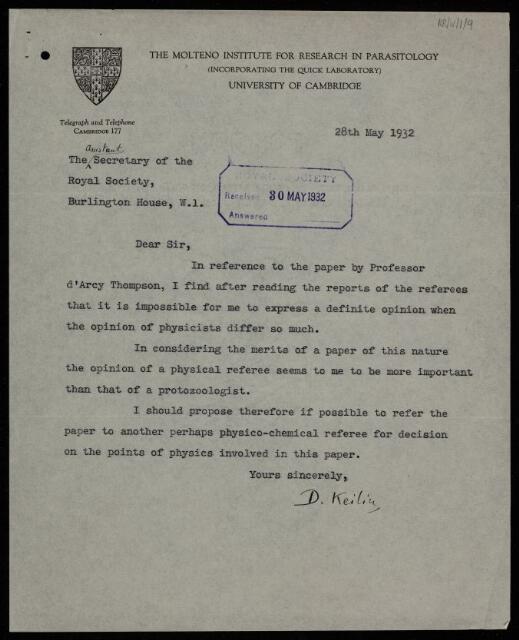 THE MOLTENO INSTITUTE FOR RESEARCH IN PARASITOLOGY
(INCORPORATING THE QUICK LABORATORY)
UNIVERSITY OF CAMBRIDGE
Telegraph and Telephone
CAMBRIDGE 177
28th May 1932
assistant
The Secretary of the
Royal Society,
Burlington House, W.1.
ROYAL SOCIETY
Received 30 MAY 1932
Answered
Dear Sir,
In reference to the paper by Professor
d'Arcy Thompson, I find after reading the reports of the referees
that it is impossible for me to express a definite opinion when
the opinion of physicists differ so much.
In considering the merits of a paper of this nature
the opinion of a physical referee seems to me to be more important
than that of a protozoologist.
I should propose therefore if possible to refer the
paper to another perhaps physico-chemical referee for decision
on the points of physics involved in this paper.
Yours sincerely,
D. Keilin